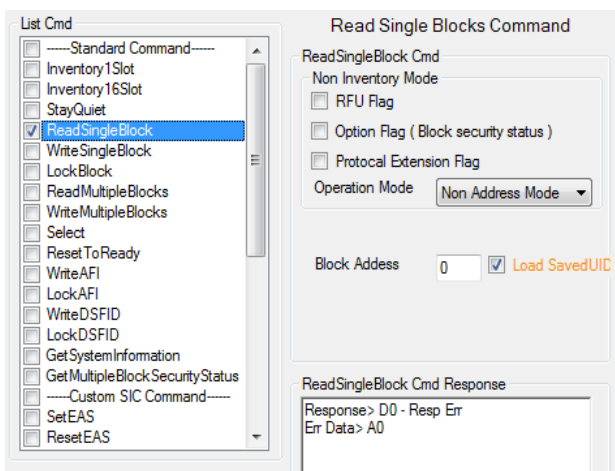 List Cmd
------Standard Command------
Inventory1Slot
Inventory16Slot
StayQuiet
ReadSingleBlock
WriteSingleBlock
LockBlock
ReadMultipleBlocks
WriteMultipleBlocks
Select
ResetToReady
WriteAFI
LockAFI
WriteDSFID
LockDSFID
GetSystemInformation
GetMultipleBlockSecurityStatus
------Custom SIC Command------
SetEAS
ResetEAS
Read Single Blocks Command
ReadSingleBlock Cmd
Non Inventory Mode
RFU Flag
Option Flag ( Block security status )
Protocal Extension Flag
Operation Mode Non Address Mode
Block Addess 0 Load SavedUID
ReadSingleBlock Cmd Response
Response> D0 - Resp Err
Err Data> A0